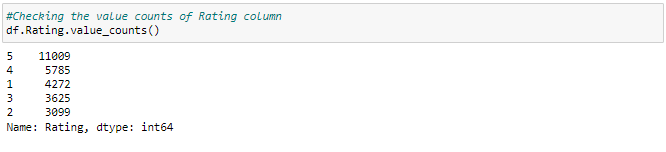 #Checking the value counts of Rating column
df.Rating.value_counts()
5    11009
4     5785
1     4272
3     3625
2     3099
Name: Rating, dtype: int64